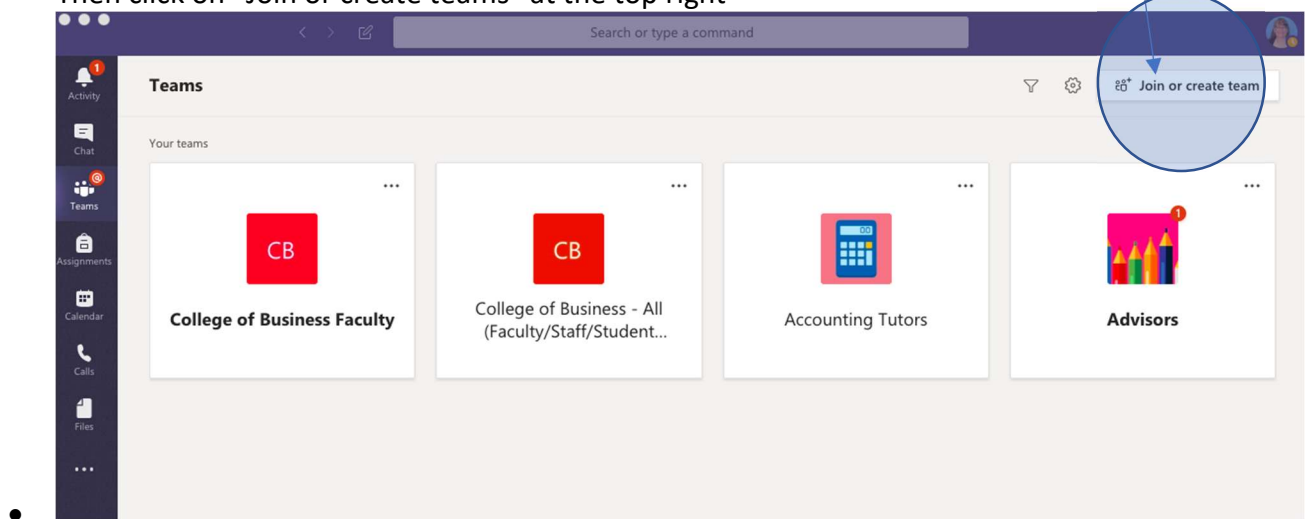 Then click on "Join or create teams" at the top right
Search or type a command
1
Activity
Teams
Join or create team
Chat
Your teams
Teams
...
...
...
...
1
CB
CB
00
Assignments
Calendar
College of Business Faculty
College of Business - All
(Faculty/Staff/Student...
Accounting Tutors
Advisors
Calls
Files
...